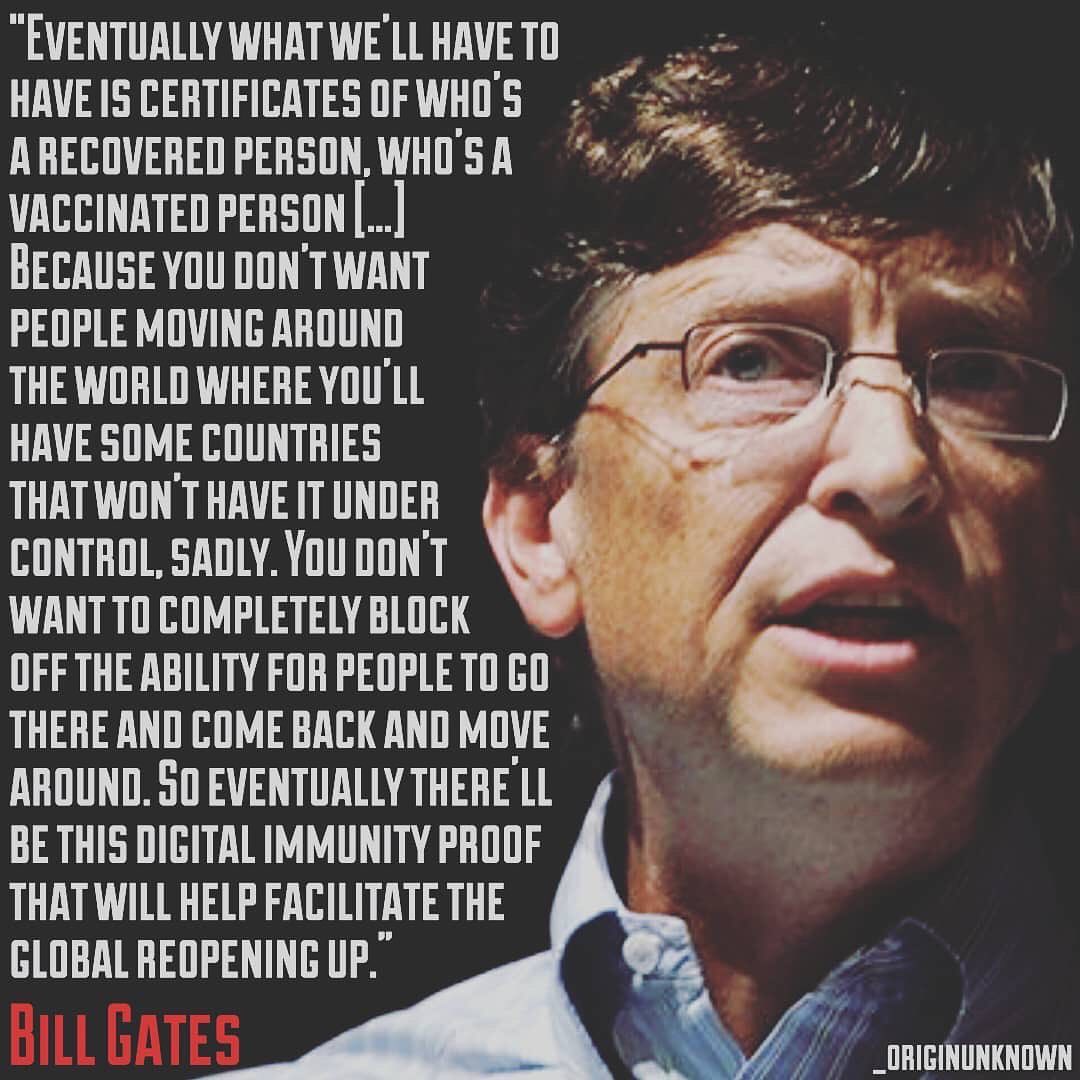 "EVENTUALLY WHAT WE'LL HAVE TO
HAVE IS CERTIFICATES OF WHO'S
A RECOVERED PERSON, WHO'S A
VACCINATED PERSON [...]
BECAUSE YOU DON'T WANT
PEOPLE MOVING AROUND
THE WORLD WHERE YOU'LL
HAVE SOME COUNTRIES
THAT WON'T HAVE IT UNDER
CONTROL, SADLY. YOU DON'T
WANT TO COMPLETELY BLOCK
OFF THE ABILITY FOR PEOPLE TO GO
THERE AND COME BACK AND MOVE
AROUND. SO EVENTUALLY THERE'LL
BE THIS DIGITAL IMMUNITY PROOF
THAT WILL HELP FACILITATE THE
GLOBAL REOPENING UP."
BILL GATES
_ORIGINUNKNOWN